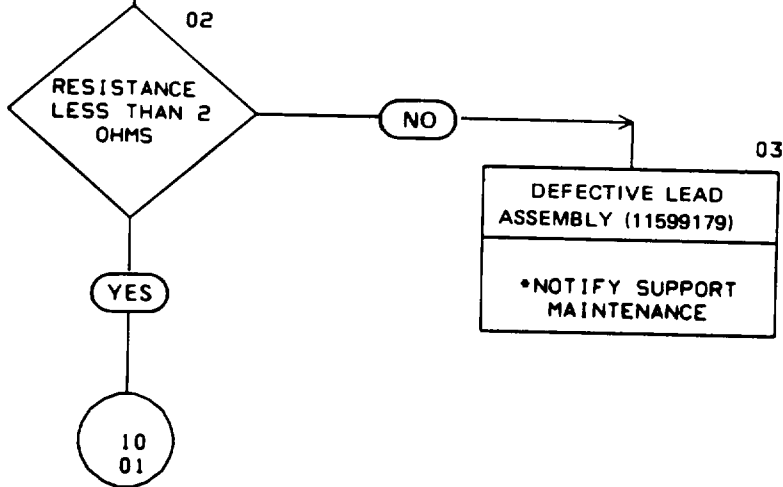 02
RESISTANCE
LESS THAN 2
OHMS
NO
03
DEFECTIVE LEAD
ASSEMBLY (11599179)
*NOTIFY SUPPORT
MAINTENANCE
YES
10
01